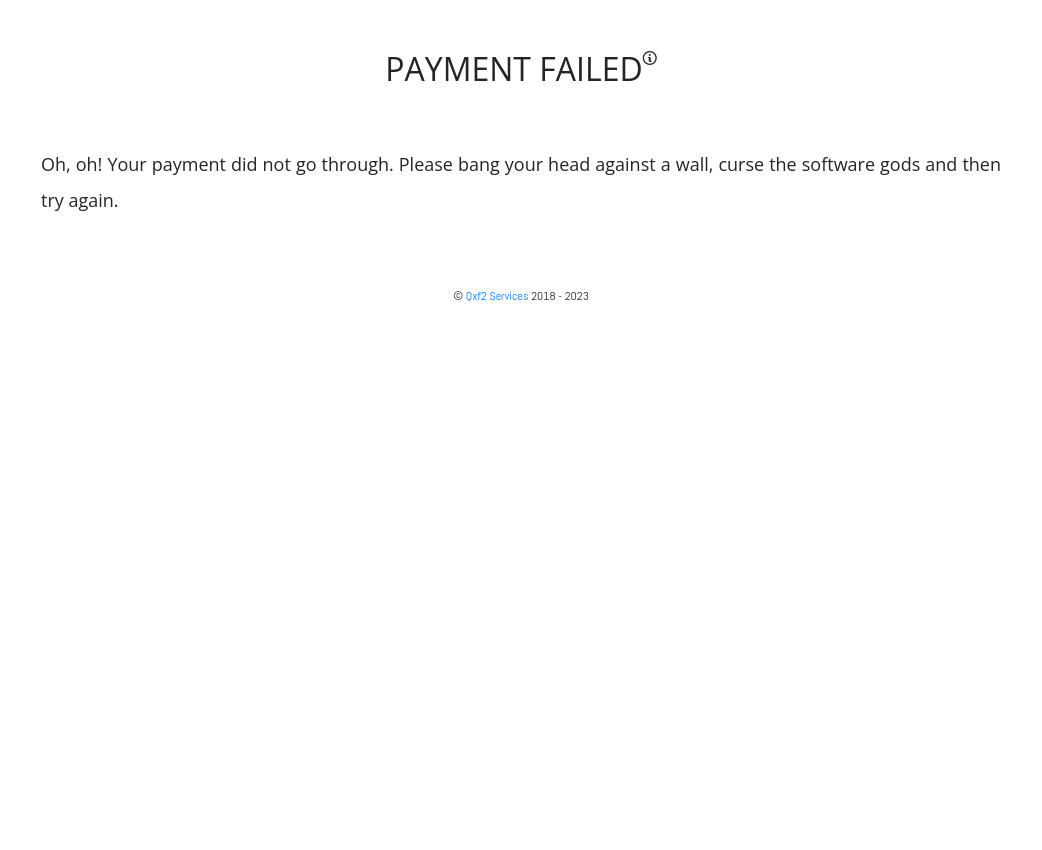 PAYMENT FAILED
Oh, oh! Your payment did not go through. Please bang your head against a wall, curse the software gods and then
try again.
© Qxf2 Services 2018 - 2023